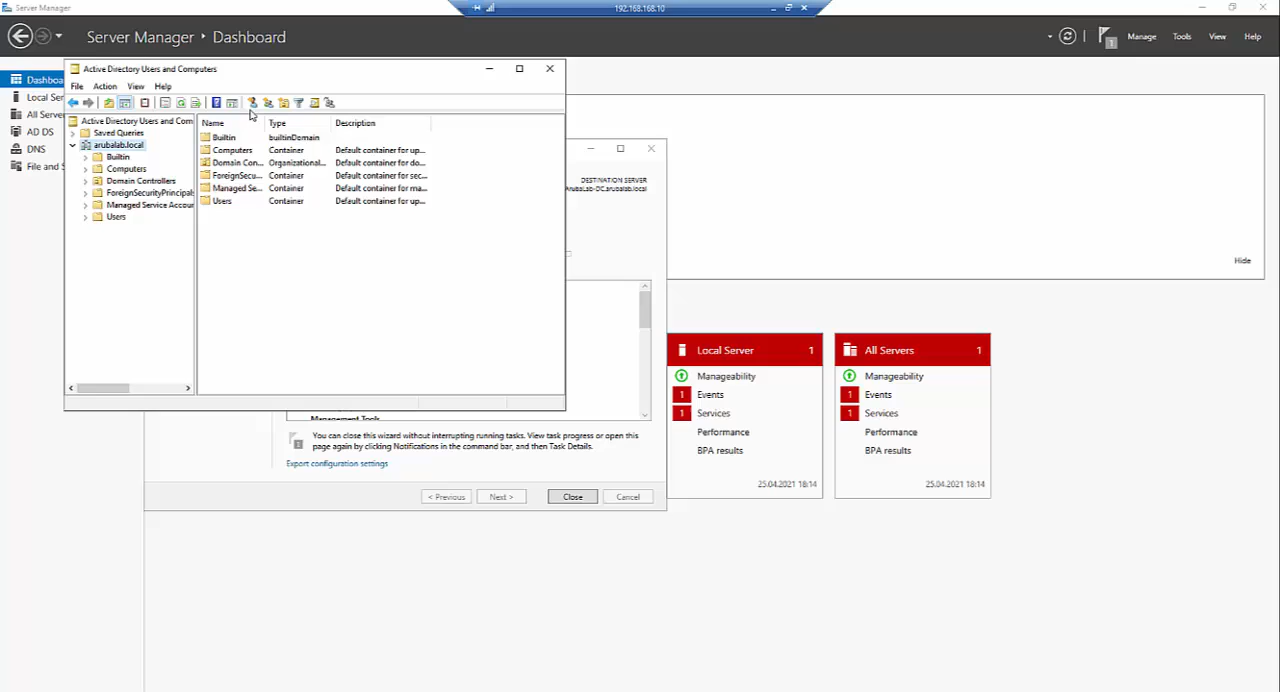 Server Manager
192.168.168.10
Server Manager • Dashboard
1
Manage Tools View Help
Dashboa
Local Ser
All Server
AD DS
DNS
File and S
Active Directory Users and Computers
File Action View Help
Active Directory Users and Com
Saved Queries
arubalab.local
Builtin
Computers
Domain Controllers
ForeignSecurityPrincipals
Managed Service Accour
Users
Name Type Description
Builtin builtinDomain
Computers Container Default container for up...
Domain Con... Organizational... Default container for do...
ForeignSecu... Container Default container for sec...
Managed Se... Container Default container for ma...
Users Container Default container for up...
DESTINATION SERVER
ArubaLab-DC.arubalab.local
Management Tools
You can close this wizard without interrupting running tasks. View task progress or open this
page again by clicking Notifications in the command bar, and then Task Details.
Export configuration settings
< Previous Next > Close Cancel
Hide
Local Server 1
Manageability
1 Events
1 Services
Performance
BPA results
25.04.2021 18:14
All Servers 1
Manageability
1 Events
1 Services
Performance
BPA results
25.04.2021 18:14